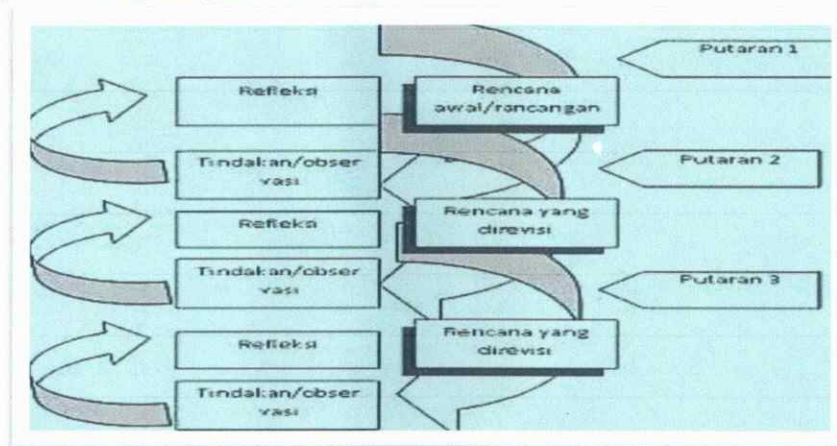 Putaran 1
Refleksi
Rencana
awal/rancangan
Tindakan/obser
vasi
Putaran 2
Refleksi
Rencana yang
direvisi
Tindakan/obser
vasi
Putaran 3
Refleksi
Rencana yang
direvisi
Tindakan/obser
vasi